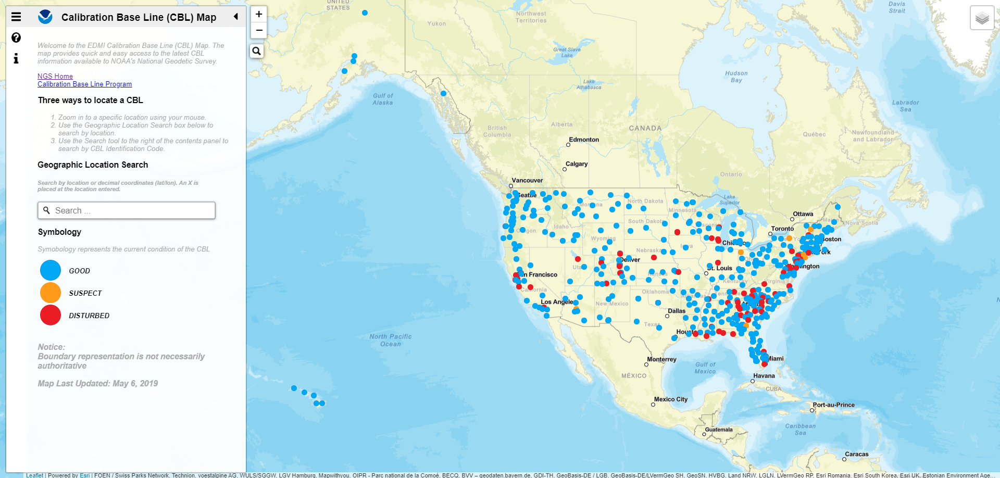 Calibration Base Line (CBL) Map
Welcome to the EDMI Calibration Base Line (CBL) Map. The
map provides quick and easy access to the latest CBL
information available to NOAA's National Geodetic Survey.
NGS Home
Calibration Base Line Program
Three ways to locate a CBL
1. Zoom in to a specific location using your mouse.
2. Use the Geographic Location Search box below to
search by location.
3. Use the Search tool to the right of the contents panel to
search by CBL Identification Code.
Geographic Location Search
Search by location or decimal coordinates (lat/lon). An X is
placed at the location entered.
Search ...
Symbology
Symobology represents the current condition of the CBL
GOOD
SUSPECT
DISTURBED
Notice:
Boundary representation is not necessarily
authoritative
Map Last Updated: May 6, 2019
+
−
UNITED
STATES
Yukon
Northwest
Territories
Davis
Strait
Great Slave
Lake
Hudson
Bay
Lake
Athabasca
Gulf of
Alaska
Labrador
Sea
British
Columbia
Alberta
CANADA
Québec
Newfoundland
and Labrador
Edmonton
Calgary
Ontario
Vancouver
Seattle
North Dakota
Lake
Superior
Minnesota
Ottawa
Nova Scotia
South Dakota
Toronto
Idaho
Wyoming
Boston
Nebraska
Denver
St. Louis
Kansas
Kentucky
Virginia
California
Oklahoma
Los Angeles
New Mexico
Dallas
Texas
North Pacific
Ocean
Monterrey
Miami
Gulf of
Mexico
MÉXICO
Havana
CUBA
Mexico City
Port-au-Prince
Caribbean
Sea
Guatemala
Caracas
Leaflet | Powered by Esri | FOEN / Swiss Parks Network, Technion, voestalpine AG, WULS/SGGW, LGV Hamburg, Mapwithyou, OIPR - Parc national de la Comoé, BECQ, BVV – geodaten.bayern.de, GDI-TH, GeoBasis-DE / LGB, GeoBasis-DE/LVermGeo SH, GeoSN, HVBG, Land NRW, LGLN, LVermGeo RP, Esri Romania, Esri South Korea, Esri UK, Estonian Environment Age...